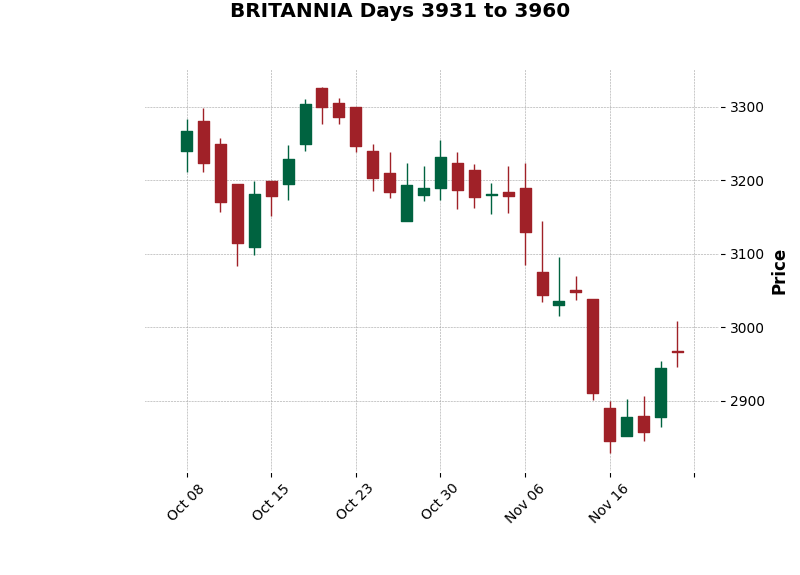 BRITANNIA Days 3931 to 3960
3300
3200
3100
3000
2900
Price
Oct 08
Oct 15
Oct 23
Oct 30
Nov 06
Nov 16